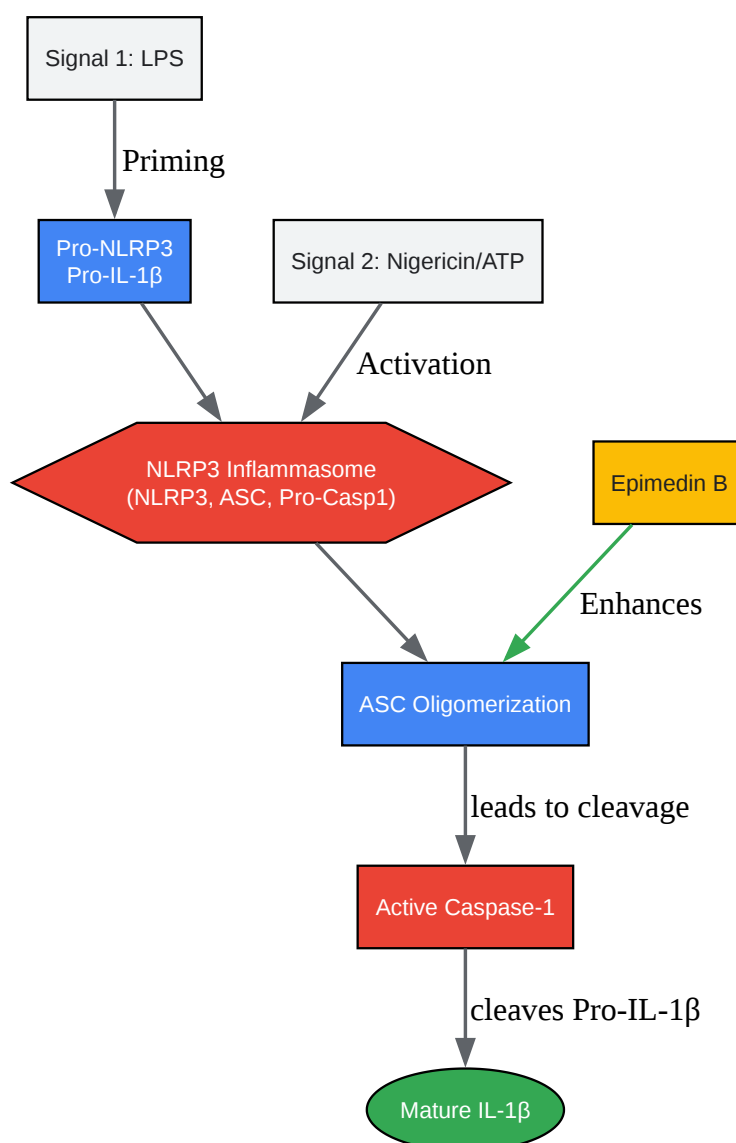 Signal 1: LPS
Priming
Pro-NLRP3
Pro-IL-1β
Signal 2: Nigericin/ATP
Activation
NLRP3 Inflammasome
(NLRP3, ASC, Pro-Casp1)
Epimedin B
Enhances
ASC Oligomerization
leads to cleavage
Active Caspase-1
cleaves Pro-IL-1β
Mature IL-1β